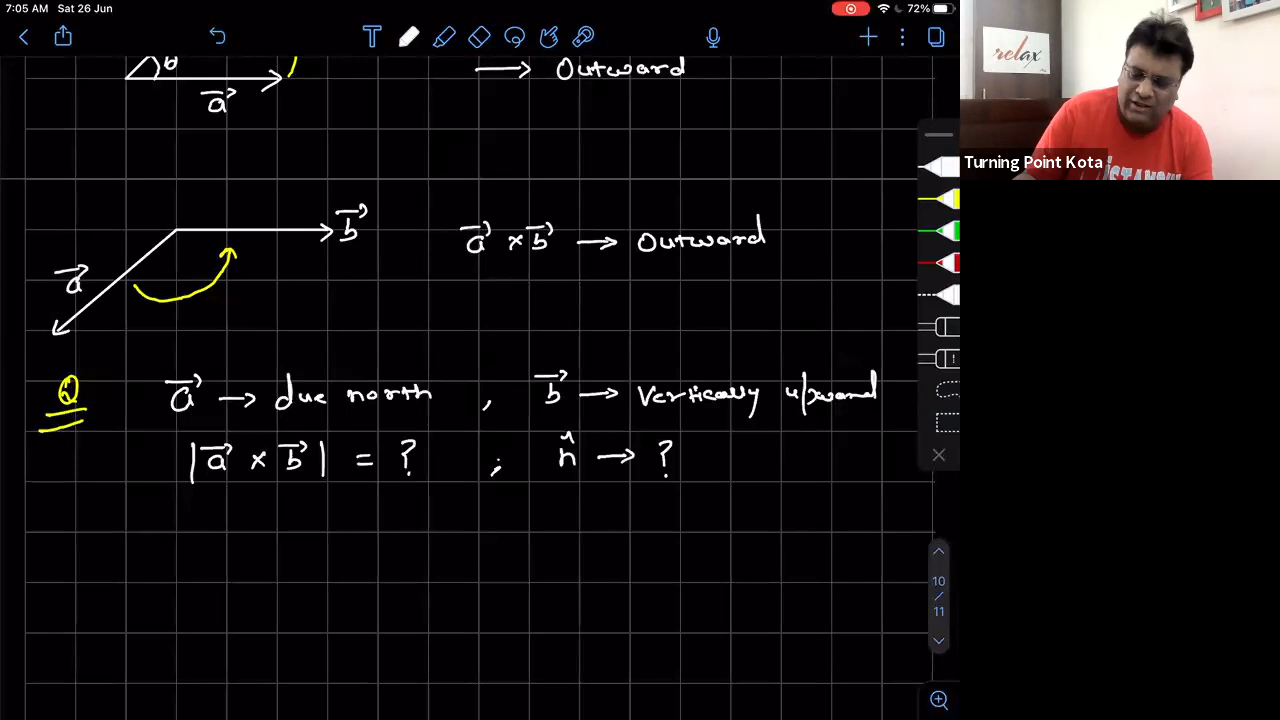 7:05 AM Sat 26 Jun
72%
θ
a⃗
→ Outward
relax
Turning Point Kota
ISTANBUL
b⃗
a⃗
a⃗ × b⃗ → Outward
Q a⃗ → due north , b⃗ → Vertically upward
|a⃗ × b⃗| = ? ; n̂ → ?
10
/
11